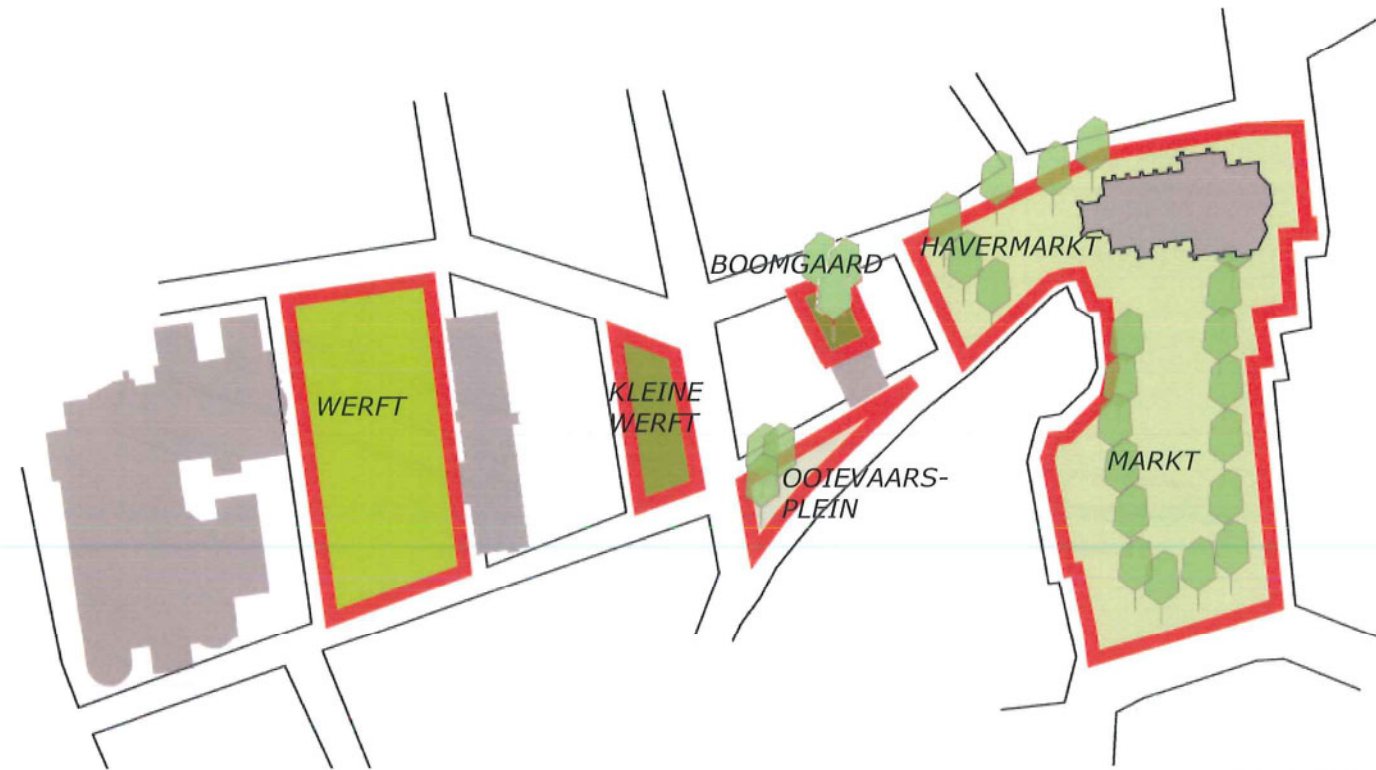 HAVERMARKT
BOOMGAARD
WERFT
KLEINE
WERFT
MARKT
OOIEVAARS-
PLEIN